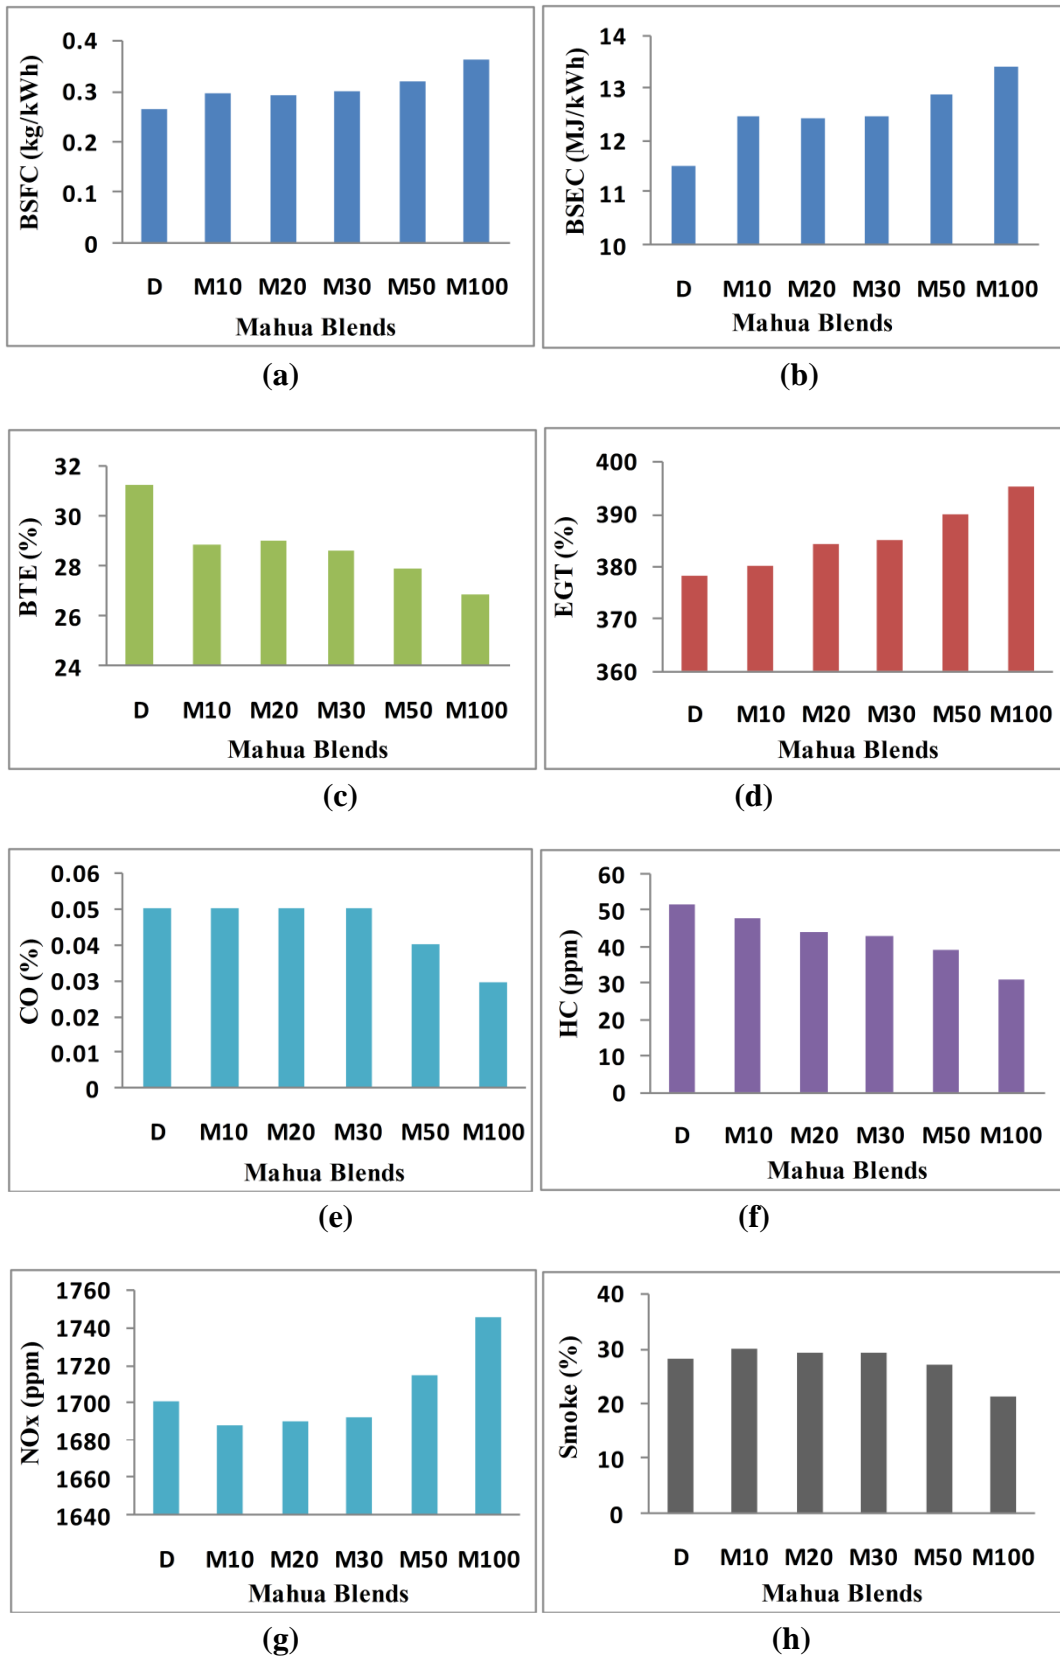 BSFC (kg/kWh)
0.4
0.3
0.2
0.1
0
D M10 M20 M30 M50 M100
Mahua Blends
(a)
BSEC (MJ/kWh)
14
13
12
11
10
D M10 M20 M30 M50 M100
Mahua Blends
(b)
BTE (%)
32
30
28
26
24
D M10 M20 M30 M50 M100
Mahua Blends
(c)
EGT (%)
400
390
380
370
360
D M10 M20 M30 M50 M100
Mahua Blends
(d)
CO (%)
0.06
0.05
0.04
0.03
0.02
0.01
0
D M10 M20 M30 M50 M100
Mahua Blends
(e)
HC (ppm)
60
50
40
30
20
10
0
D M10 M20 M30 M50 M100
Mahua Blends
(f)
NOx (ppm)
1760
1740
1720
1700
1680
1660
1640
D M10 M20 M30 M50 M100
Mahua Blends
(g)
Smoke (%)
40
30
20
10
0
D M10 M20 M30 M50 M100
Mahua Blends
(h)